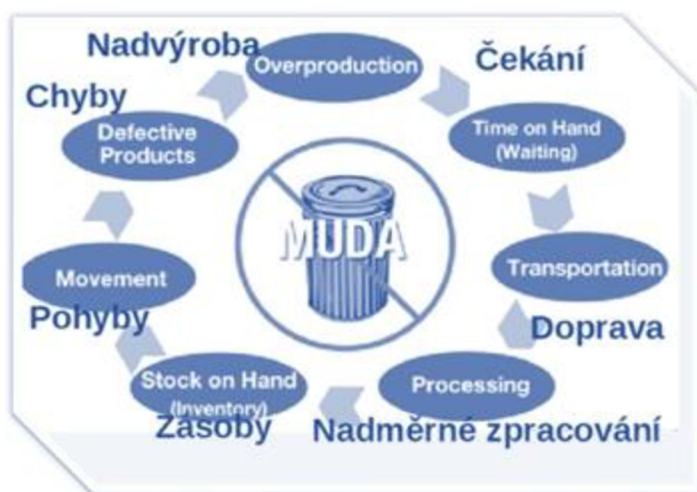 Nadvýroba
Overproduction
Čekání
Time on Hand
(Waiting)
Transportation
Doprava
Processing
Nadměrné zpracování
Stock on Hand
(Inventory)
Zásoby
Movement
Pohyby
Chyby
Defective
Products
MUDA